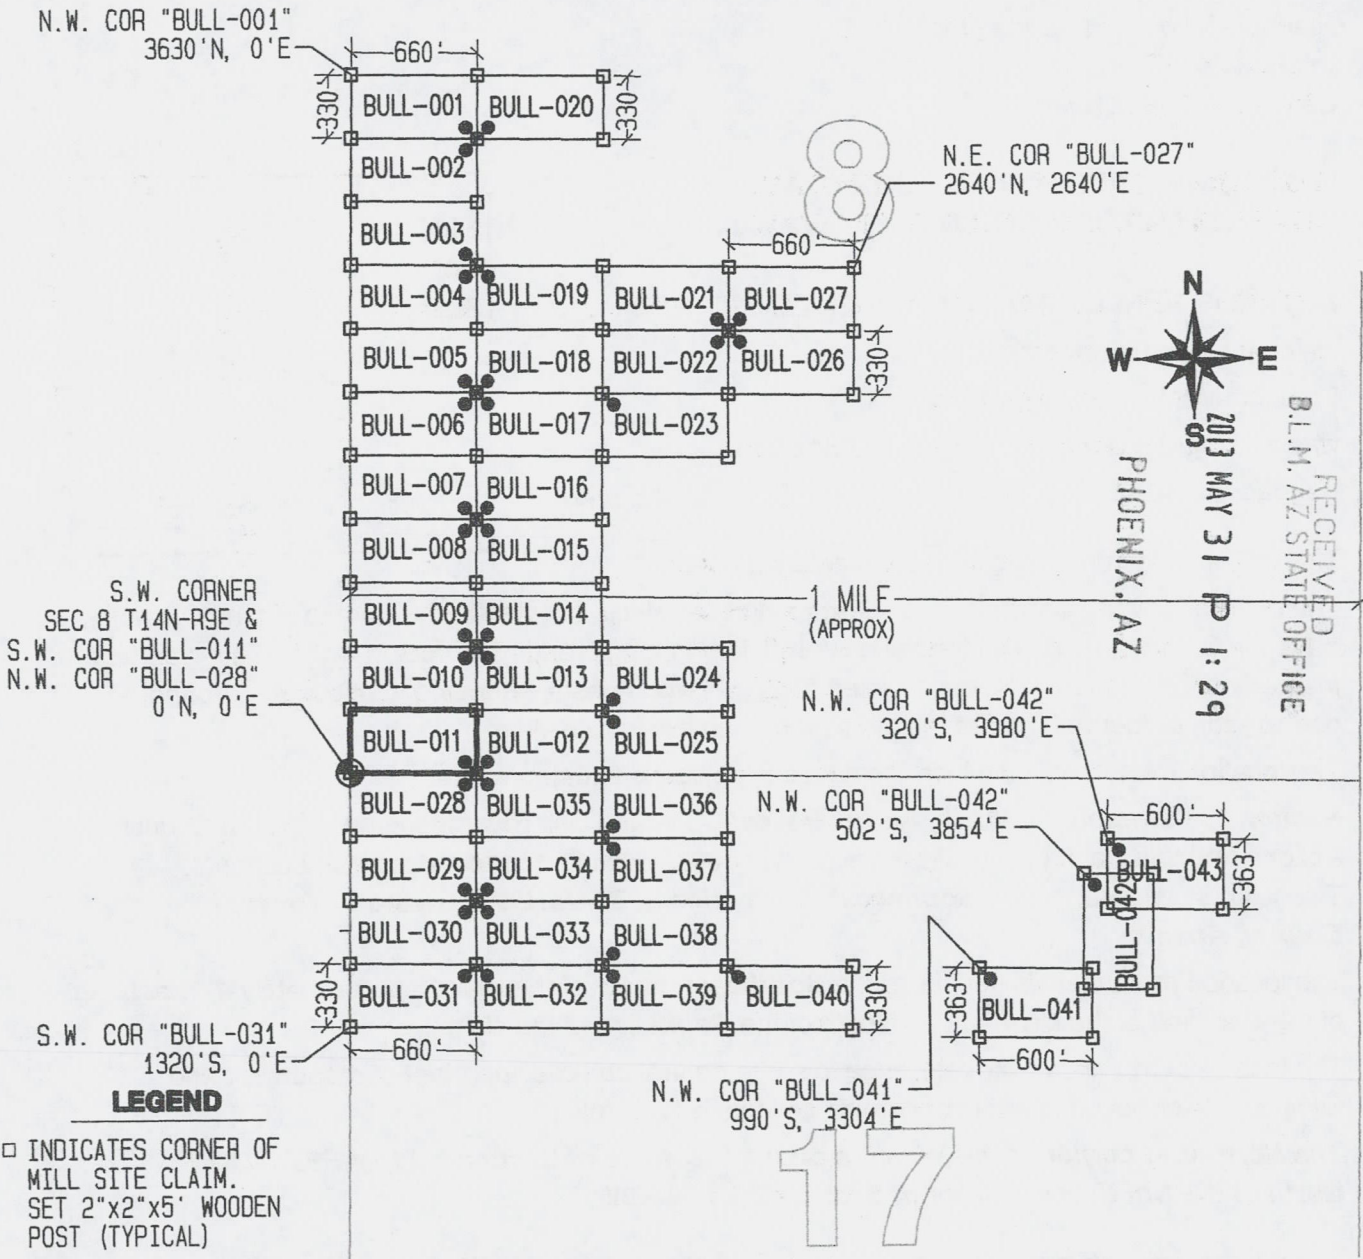 N.W. COR "BULL-001"
3630'N, 0'E
660'
330
BULL-001
BULL-020
330
BULL-002
8
N.E. COR "BULL-027"
2640'N, 2640'E
BULL-003
660'
BULL-004
BULL-019
BULL-021
BULL-027
N
W
E
S
BULL-005
BULL-018
BULL-022
BULL-026
330
BULL-006
BULL-017
BULL-023
BULL-007
BULL-016
BULL-008
BULL-015
RECEIVED
B.L.M. AZ STATE OFFICE
2013 MAY 31 P 1:29
PHOENIX, AZ
S.W. CORNER
SEC 8 T14N-R9E &
S.W. COR "BULL-011"
N.W. COR "BULL-028"
0'N, 0'E
BULL-009
BULL-014
1 MILE
(APPROX)
BULL-010
BULL-013
BULL-024
N.W. COR "BULL-042"
320'S, 3980'E
BULL-011
BULL-012
BULL-025
BULL-028
BULL-035
BULL-036
N.W. COR "BULL-042"
502'S, 3854'E
600'
BULL-029
BULL-034
BULL-037
BULL-043
363
BULL-042
BULL-030
BULL-033
BULL-038
330
BULL-031
BULL-032
BULL-039
BULL-040
330
363
BULL-041
S.W. COR "BULL-031"
1320'S, 0'E
660'
600'
N.W. COR "BULL-041"
990'S, 3304'E
17
LEGEND
INDICATES CORNER OF
MILL SITE CLAIM.
SET 2"x2"x5' WOODEN
POST (TYPICAL)